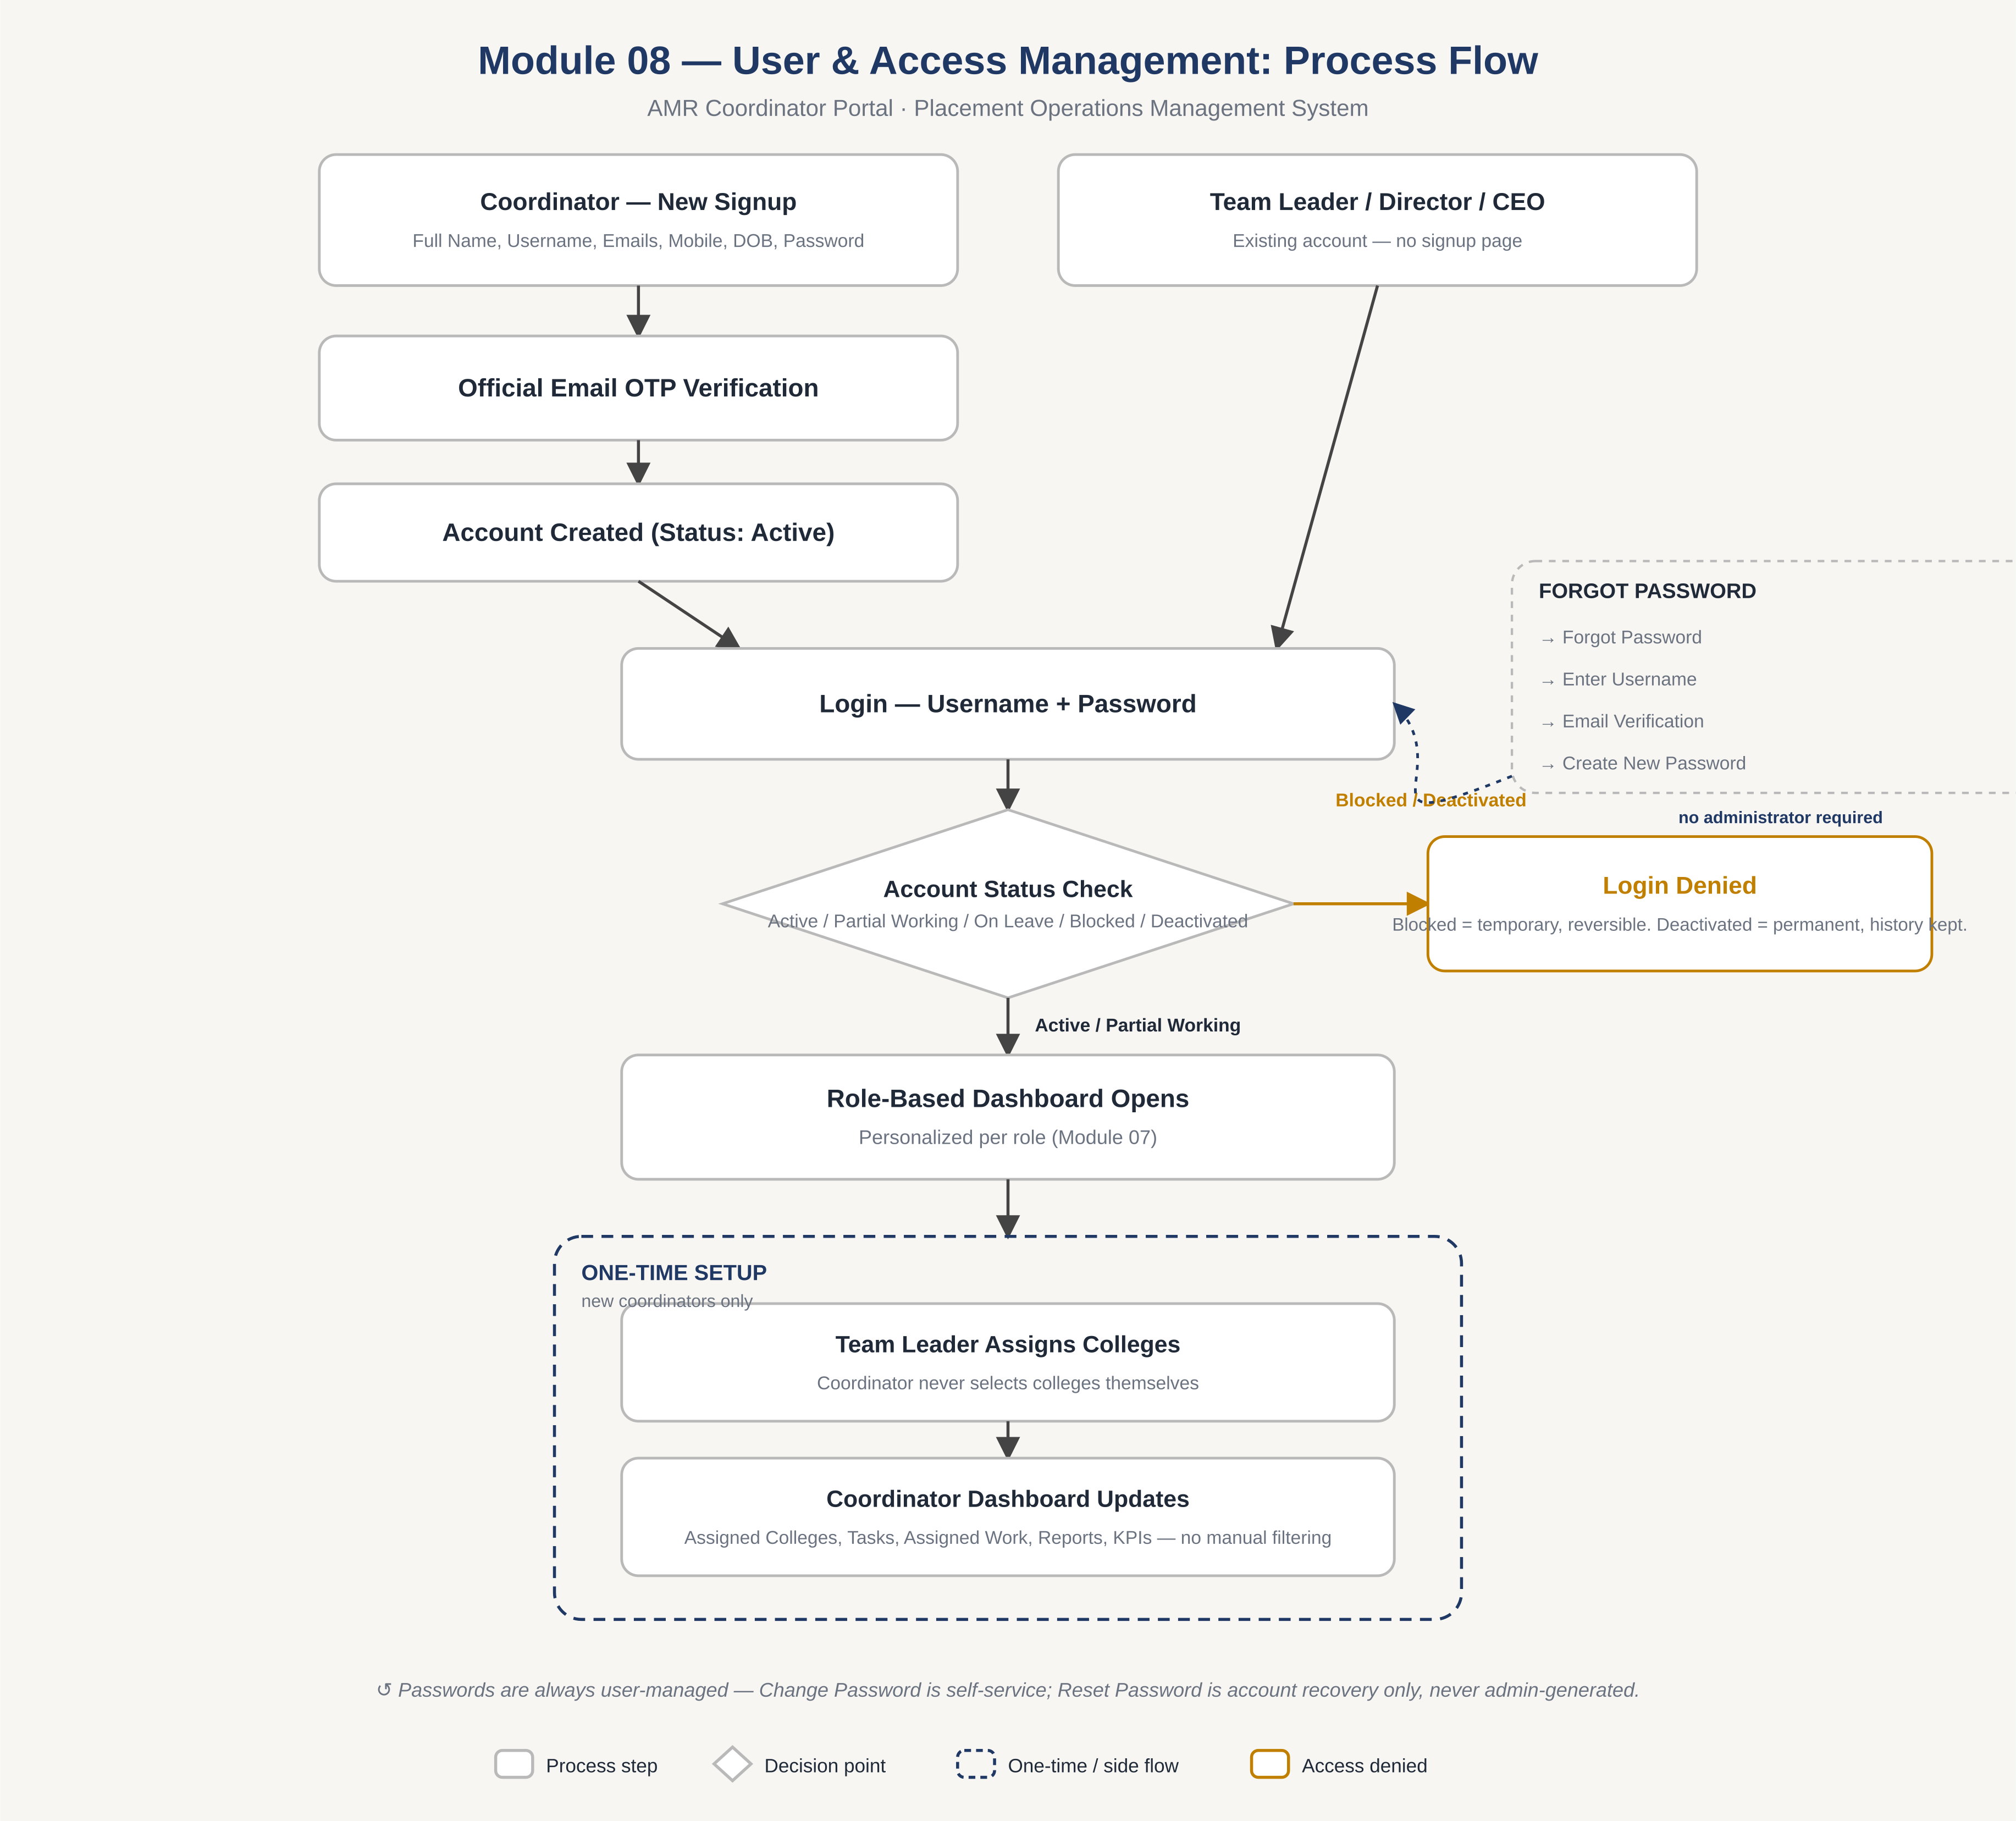 Module 08 — User & Access Management: Process Flow
AMR Coordinator Portal · Placement Operations Management System
Coordinator — New Signup
Full Name, Username, Emails, Mobile, DOB, Password
Team Leader / Director / CEO
Existing account — no signup page
Official Email OTP Verification
Account Created (Status: Active)
FORGOT PASSWORD
→ Forgot Password
→ Enter Username
→ Email Verification
→ Create New Password
Login — Username + Password
Blocked / Deactivated
no administrator required
Account Status Check
Active / Partial Working / On Leave / Blocked / Deactivated
Login Denied
Blocked = temporary, reversible. Deactivated = permanent, history kept.
Active / Partial Working
Role-Based Dashboard Opens
Personalized per role (Module 07)
ONE-TIME SETUP
new coordinators only
Team Leader Assigns Colleges
Coordinator never selects colleges themselves
Coordinator Dashboard Updates
Assigned Colleges, Tasks, Assigned Work, Reports, KPIs — no manual filtering
↺ Passwords are always user-managed — Change Password is self-service; Reset Password is account recovery only, never admin-generated.
Process step
Decision point
One-time / side flow
Access denied